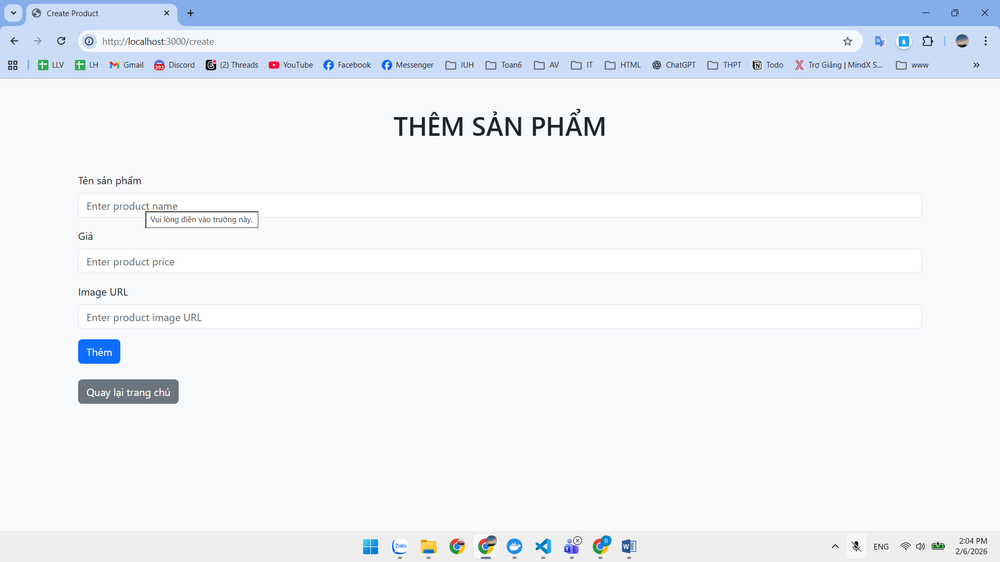 Create Product
http://localhost:3000/create
LLV
LH
Gmail
393
Discord
(2) Threads
YouTube
Facebook
Messenger
IUH
Toan6
AV
IT
HTML
ChatGPT
THPT
Todo
Trợ Giảng | MindX S...
www
THÊM SẢN PHẨM
Tên sản phẩm
Enter product name
Vui lòng điền vào trường này.
Giá
Enter product price
Image URL
Enter product image URL
Thêm
Quay lại trang chủ
Zalo
B
ENG
2:04 PM
2/6/2026